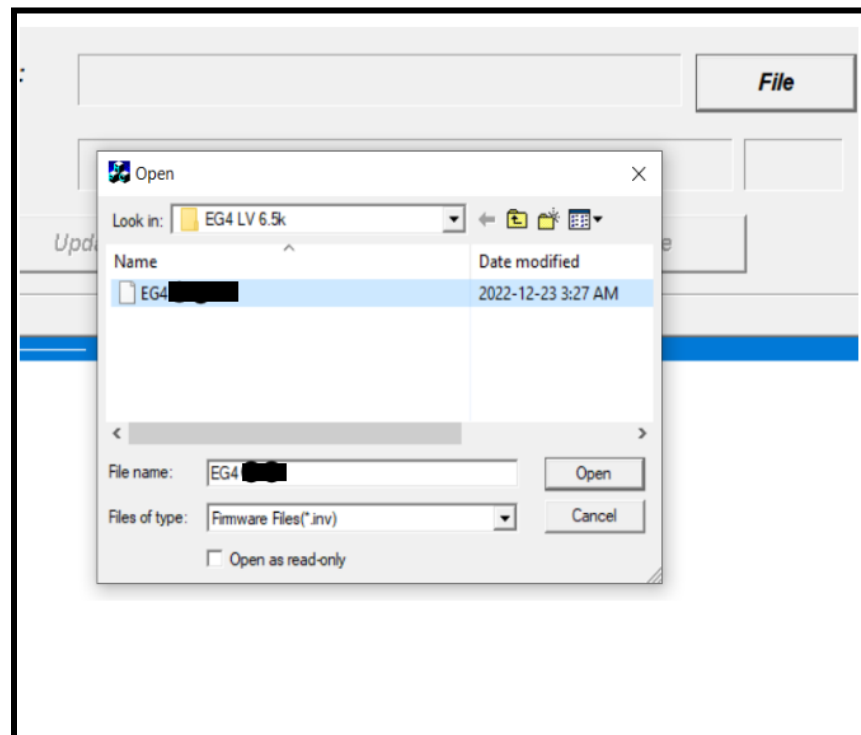 :
File
Open
Look in: EG4 LV 6.5k
Upd
e
Name Date modified
EG4 2022-12-23 3:27 AM
File name: EG4 Open
Files of type: Firmware Files(*.inv) Cancel
Open as read-only